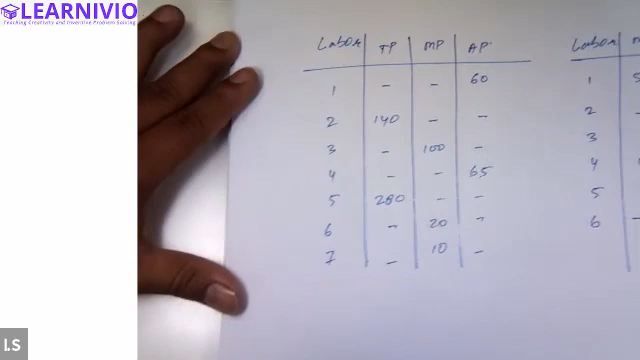 LEARNIVIO
Teaching Creativity and Inventive Problem Solving
Labor TP MP AP
1 - - 60
2 140 - -
3 - 100 -
4 - - 65
5 280 - -
6 - 20 -
7 - 10 -
Labor
1 5
2 -
3
4
5
6 -
I.S